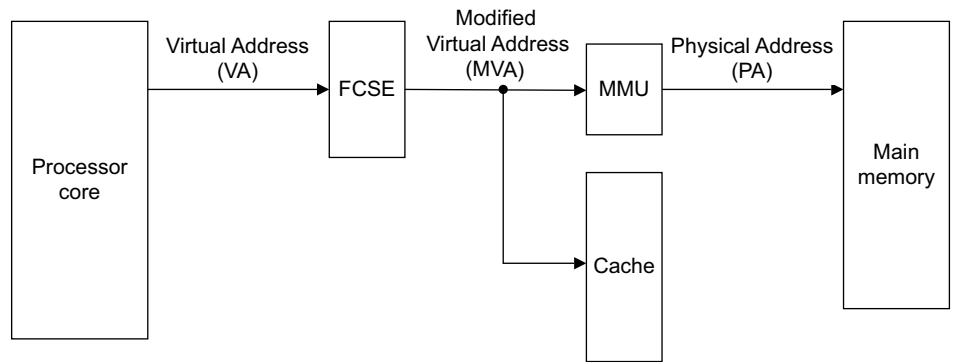 Processor
core
Virtual Address
(VA)
FCSE
Modified
Virtual Address
(MVA)
MMU
Physical Address
(PA)
Main
memory
Cache